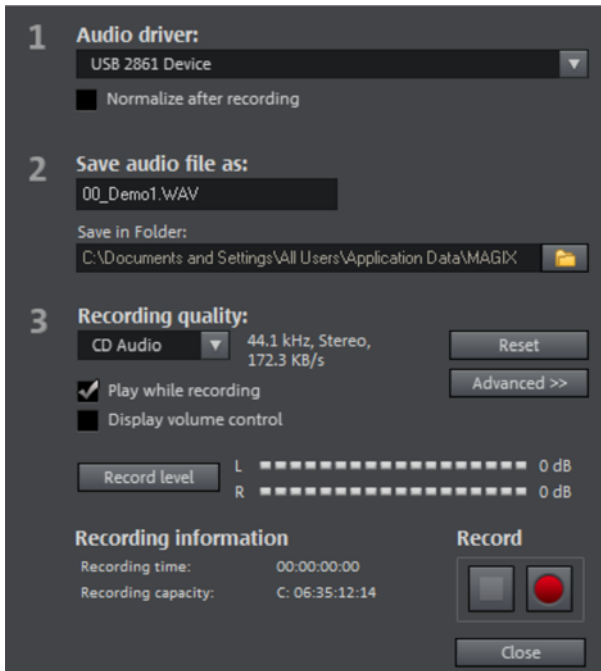 1 Audio driver:
USB 2861 Device
Normalize after recording
2 Save audio file as:
00_Demo1.WAV
Save in Folder:
C:\Documents and Settings\All Users\Application Data\MAGIX
3 Recording quality:
CD Audio 44.1 kHz, Stereo,
172.3 KB/s
Reset
Play while recording
Advanced >>
Display volume control
Record level
L 0 dB
R 0 dB
Recording information Record
Recording time: 00:00:00:00
Recording capacity: C: 06:35:12:14
Close